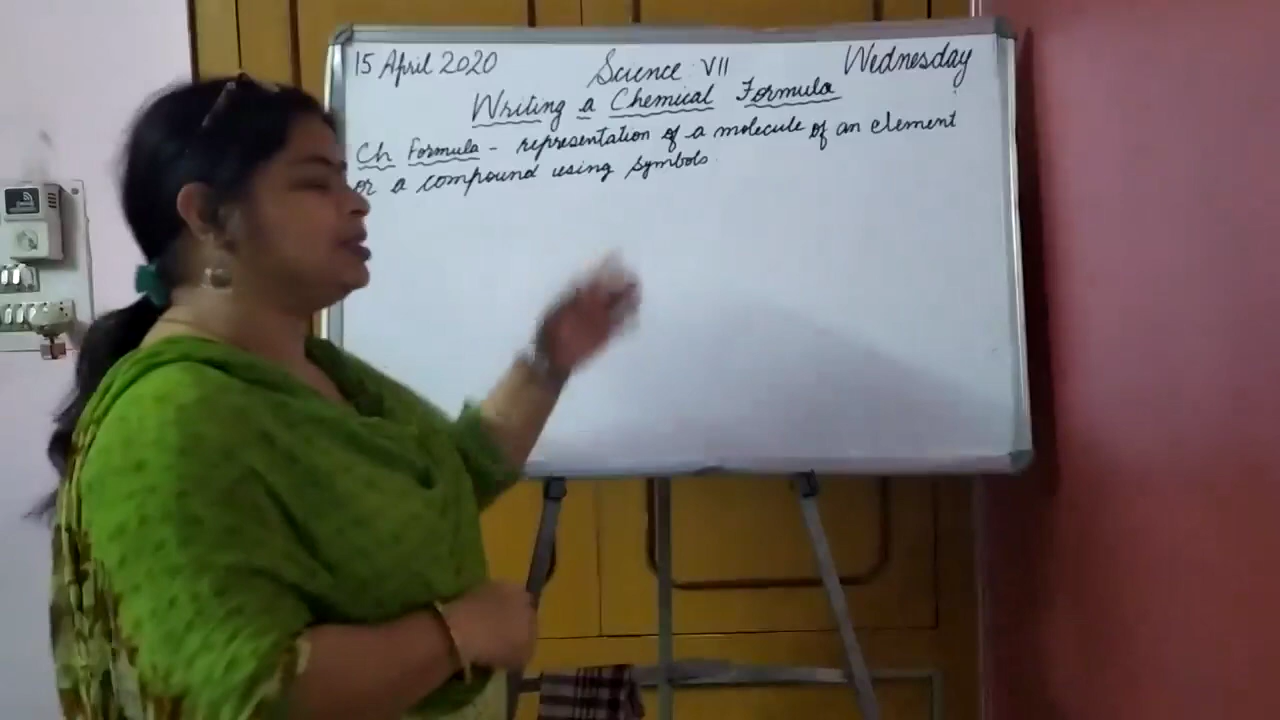 15 April 2020 Science VII Wednesday
Writing a Chemical Formula
Ch Formula - representation of a molecule of an element
or a compound using symbols.